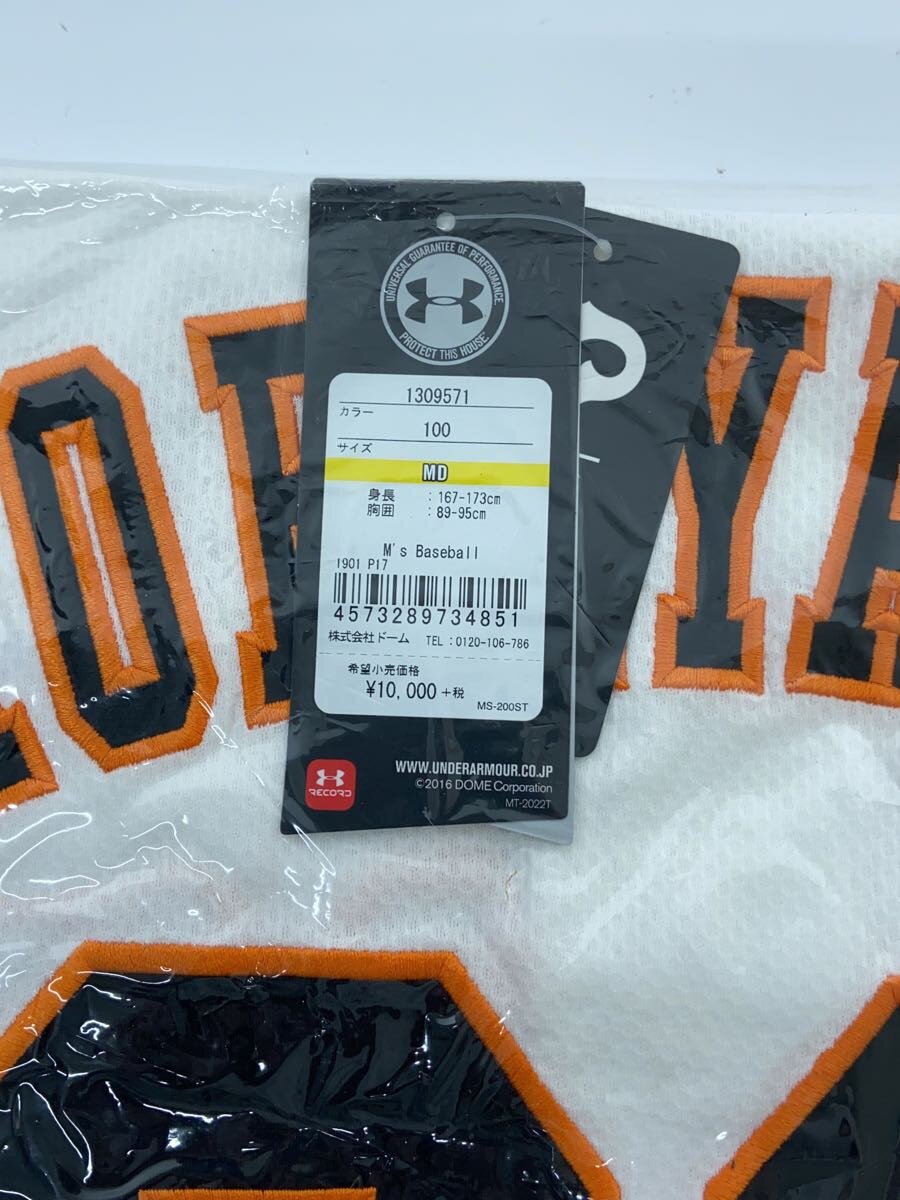 UNIVERSAL GUARANTEE OF PERFORMANCE.
PROTECT THIS HOUSE
1309571
カラー
100
サイズ
MD
身長 : 167-173cm
胸囲 : 89-95cm
M's Baseball
1901 P17
4573289734851
株式会社ドーム TEL:0120-106-786
希望小売価格
¥10,000 +税
MS-200ST
RECORD
WWW.UNDERARMOUR.CO.JP
©2016 DOME Corporation
MT-2022T